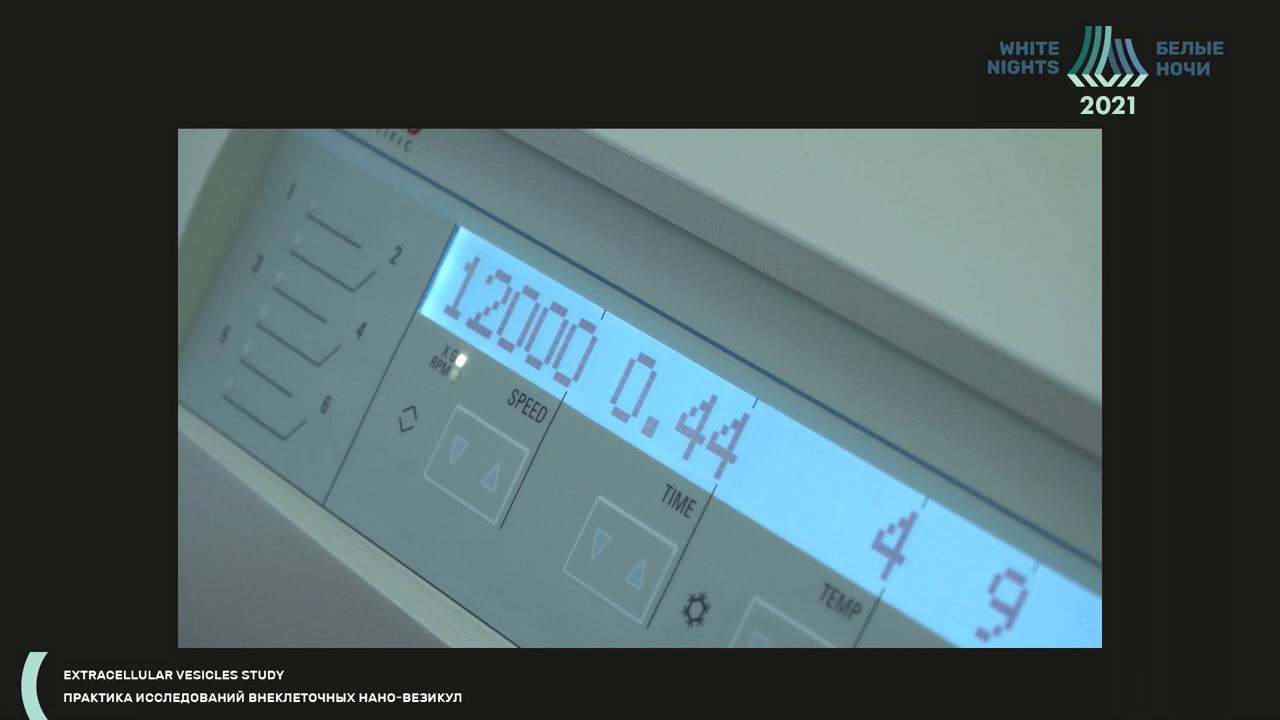 WHITE NIGHTS
БЕЛЫЕ НОЧИ
2021
1
2
3
4
5
6
12000 0.44 4 9
X G
RPM
SPEED
TIME
TEMP
EXTRACELLULAR VESICLES STUDY
ПРАКТИКА ИССЛЕДОВАНИЙ ВНЕКЛЕТОЧНЫХ НАНО-ВЕЗИКУЛ